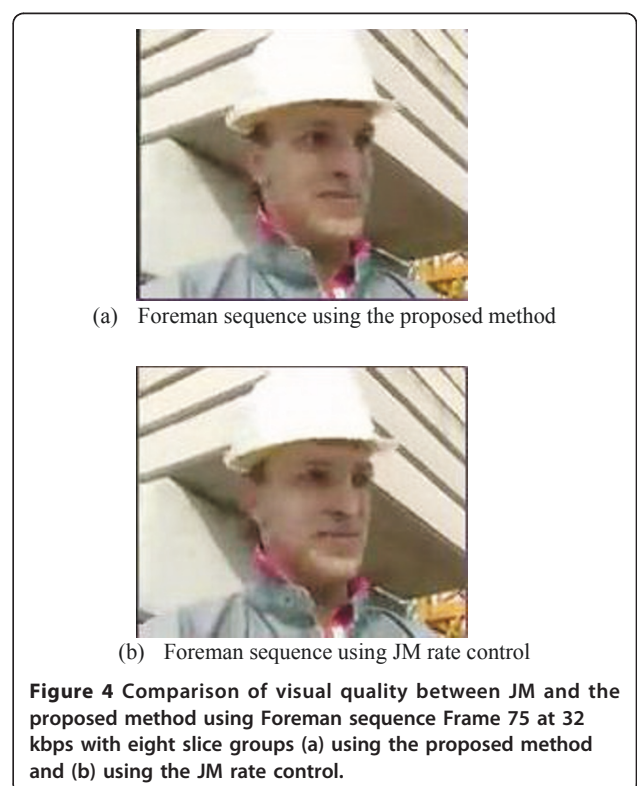 (a) Foreman sequence using the proposed method
(b) Foreman sequence using JM rate control
Figure 4 Comparison of visual quality between JM and the
proposed method using Foreman sequence Frame 75 at 32
kbps with eight slice groups (a) using the proposed method
and (b) using the JM rate control.